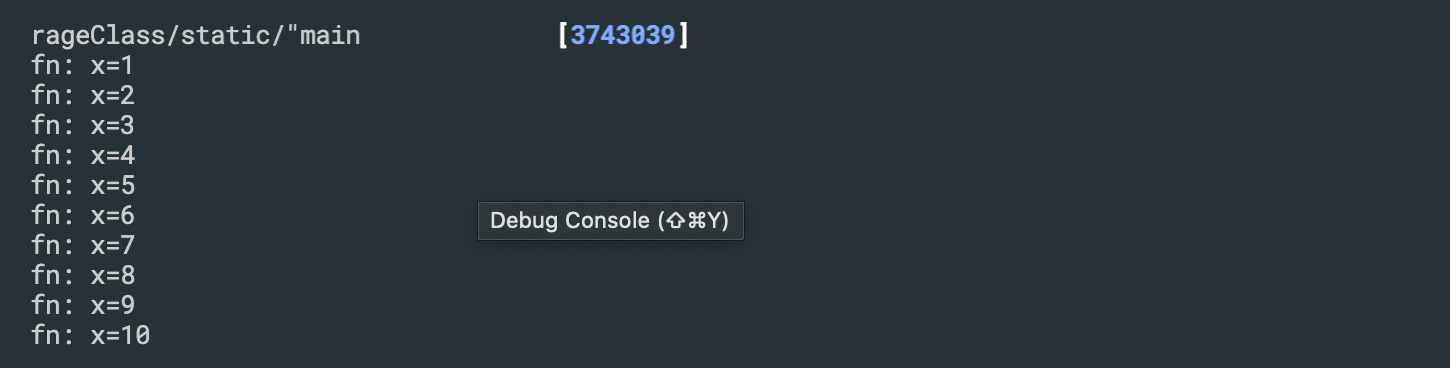 rageClass/static/"main [3743039]
fn: x=1
fn: x=2
fn: x=3
fn: x=4
fn: x=5
fn: x=6
Debug Console (⇧⌘Y)
fn: x=7
fn: x=8
fn: x=9
fn: x=10